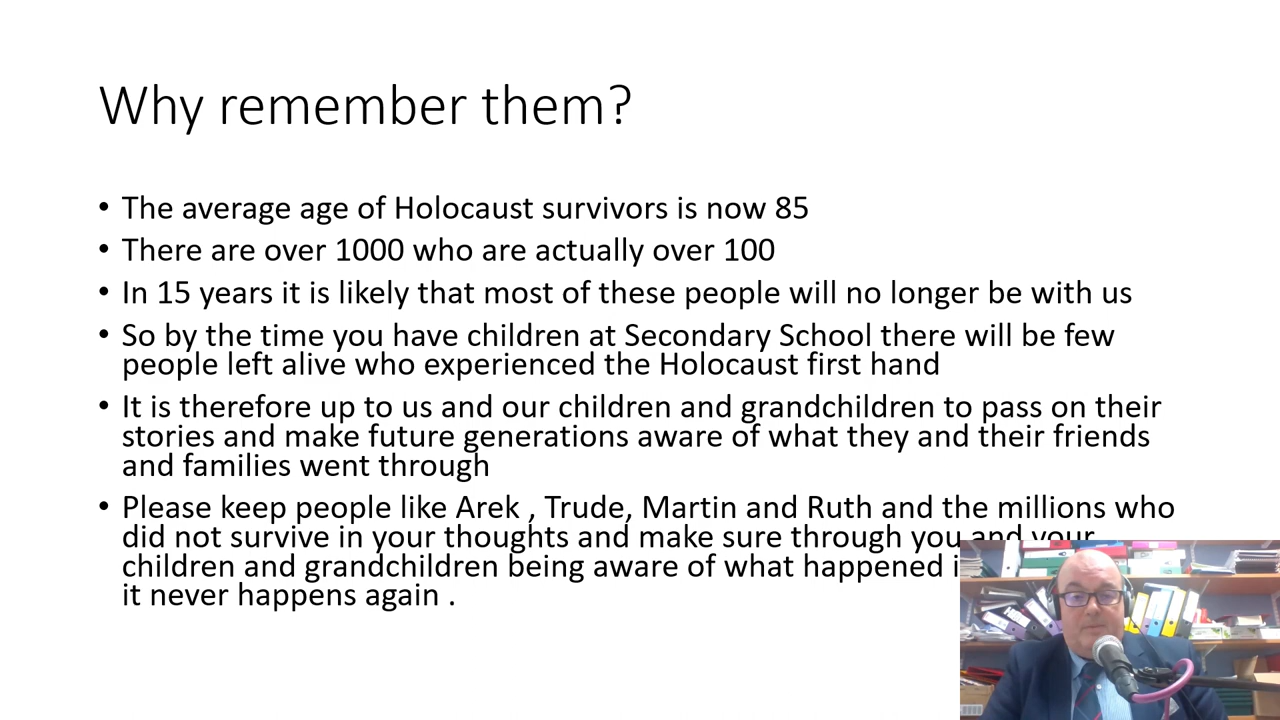 Why remember them?
• The average age of Holocaust survivors is now 85
• There are over 1000 who are actually over 100
• In 15 years it is likely that most of these people will no longer be with us
• So by the time you have children at Secondary School there will be few
people left alive who experienced the Holocaust first hand
• It is therefore up to us and our children and grandchildren to pass on their
stories and make future generations aware of what they and their friends
and families went through
• Please keep people like Arek , Trude, Martin and Ruth and the millions who
did not survive in your thoughts and make sure through you and your
children and grandchildren being aware of what happened
it never happens again .